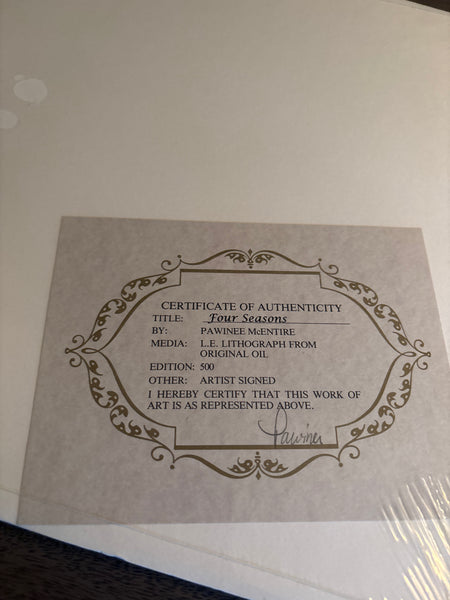 CERTIFICATE OF AUTHENTICITY
TITLE: Four Seasons
BY: PAWINEE McENTIRE
MEDIA: L.E. LITHOGRAPH FROM
ORIGINAL OIL
EDITION: 500
OTHER: ARTIST SIGNED
I HEREBY CERTIFY THAT THIS WORK OF
ART IS AS REPRESENTED ABOVE.
Pawinee